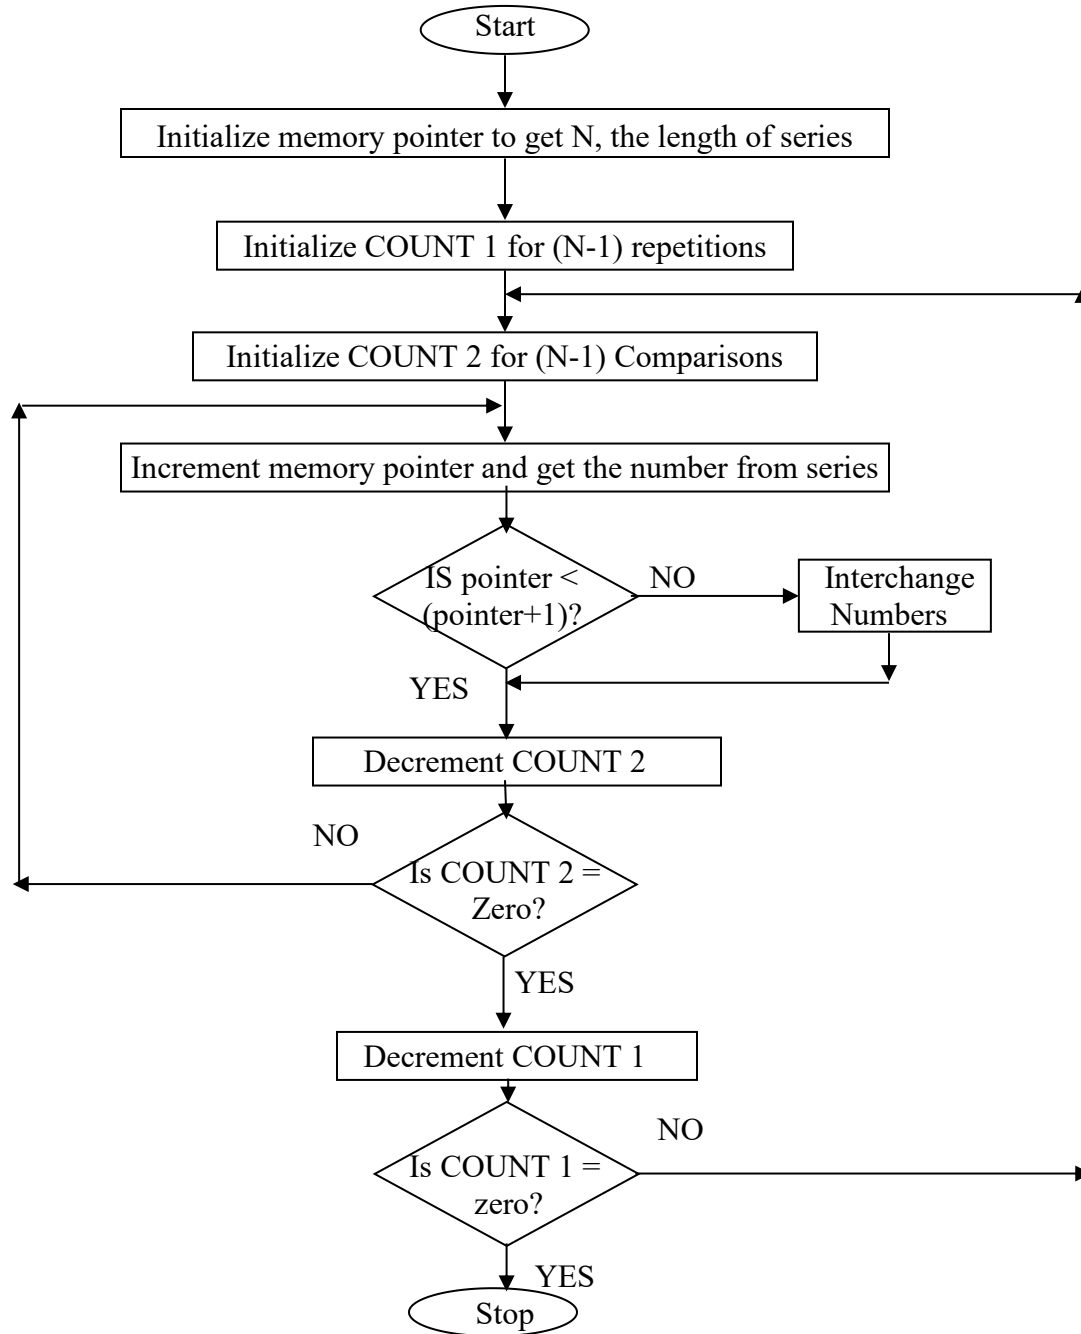 Start
Initialize memory pointer to get N, the length of series
Initialize COUNT 1 for (N-1) repetitions
Initialize COUNT 2 for (N-1) Comparisons
Increment memory pointer and get the number from series
IS pointer <
(pointer+1)?
NO
Interchange
Numbers
YES
Decrement COUNT 2
NO
Is COUNT 2 =
Zero?
YES
Decrement COUNT 1
NO
Is COUNT 1 =
zero?
YES
Stop